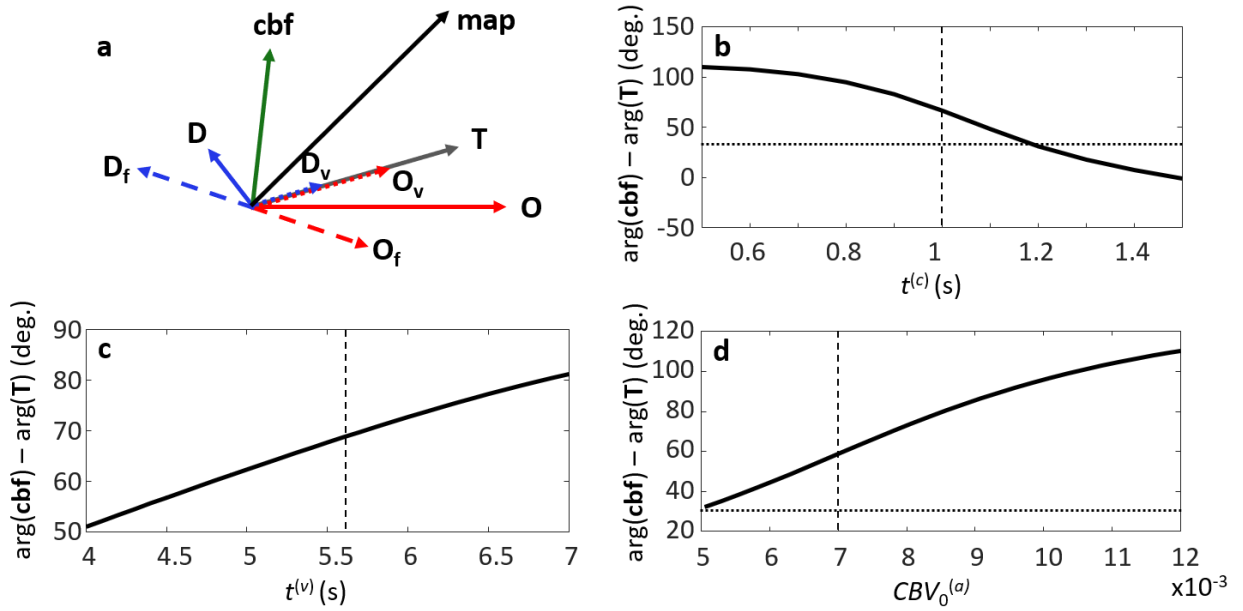 a
cbf
map
D
D_f
D_v
T
O_v
O
O_f
b
arg(cbf) – arg(T) (deg.)
150
100
50
0
-50
0.6
0.8
1
1.2
1.4
t^(c) (s)
c
arg(cbf) – arg(T) (deg.)
90
80
70
60
50
4
4.5
5
5.5
6
6.5
7
t^(v) (s)
d
arg(cbf) – arg(T) (deg.)
120
100
80
60
40
20
5
6
7
8
9
10
11
12
x10^-3
CBV_0^(a)